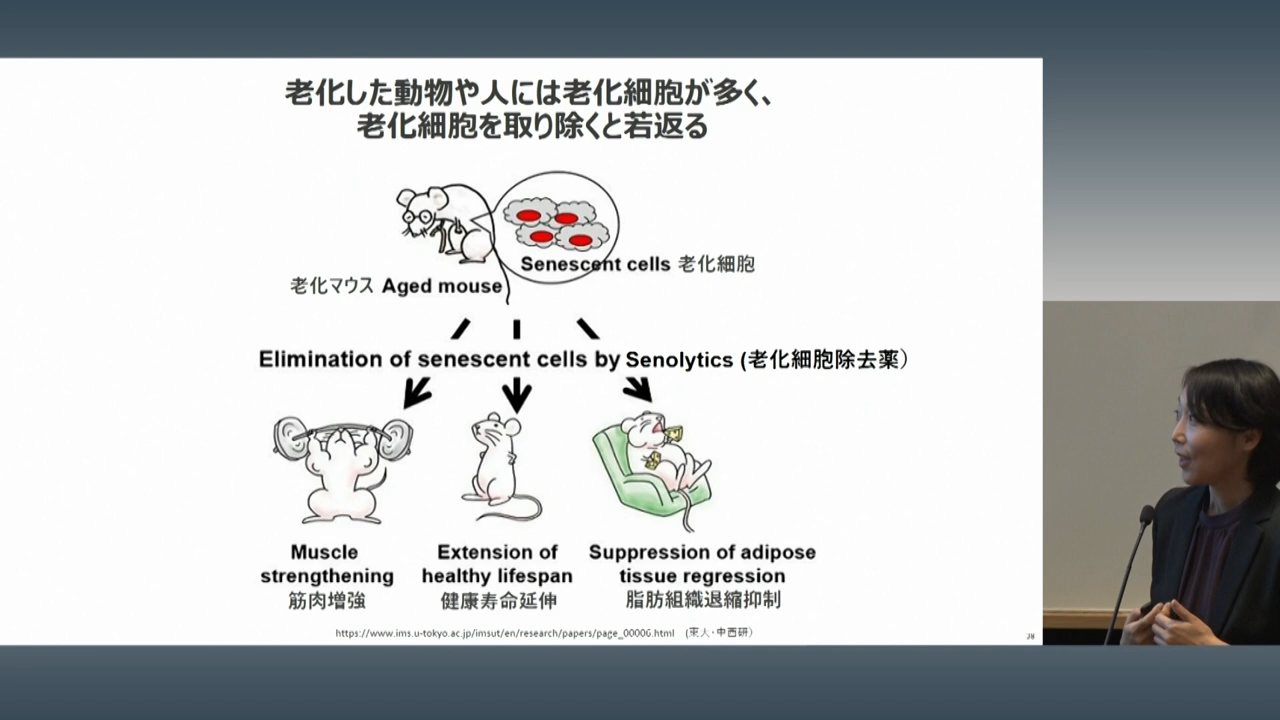 老化した動物や人には老化細胞が多く、
老化細胞を取り除くと若返る
Senescent cells 老化細胞
老化マウス Aged mouse
Elimination of senescent cells by Senolytics (老化細胞除去薬）
Muscle
strengthening
筋肉増強
Extension of
healthy lifespan
健康寿命延伸
Suppression of adipose
tissue regression
脂肪組織退縮抑制
https://www.ims.u-tokyo.ac.jp/imsut/en/research/papers/page_00006.html （東大・中西研）